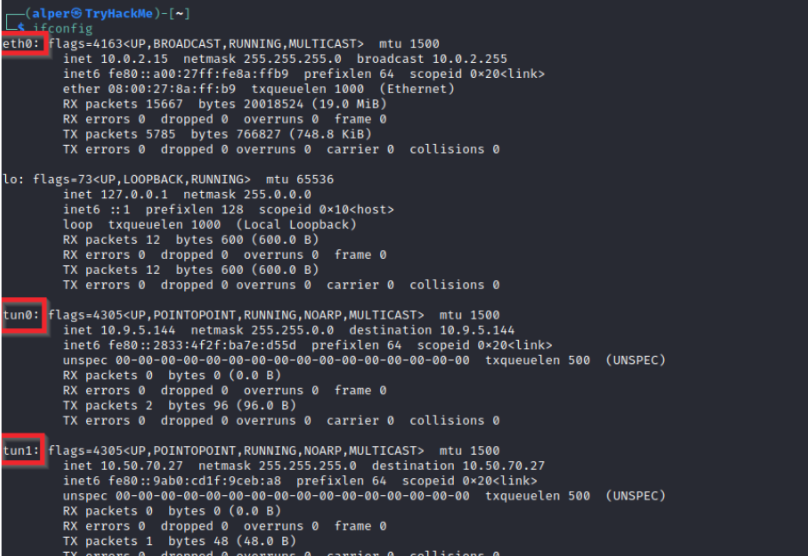 (alper㉿TryHackMe)-[~]
$ ifconfig
eth0: flags=4163<UP,BROADCAST,RUNNING,MULTICAST> mtu 1500
inet 10.0.2.15 netmask 255.255.255.0 broadcast 10.0.2.255
inet6 fe80::a00:27ff:fe8a:ffb9 prefixlen 64 scopeid 0×20<link>
ether 08:00:27:8a:ff:b9 txqueuelen 1000 (Ethernet)
RX packets 15667 bytes 20018524 (19.0 MiB)
RX errors 0 dropped 0 overruns 0 frame 0
TX packets 5785 bytes 766827 (748.8 KiB)
TX errors 0 dropped 0 overruns 0 carrier 0 collisions 0
lo: flags=73<UP,LOOPBACK,RUNNING> mtu 65536
inet 127.0.0.1 netmask 255.0.0.0
inet6 ::1 prefixlen 128 scopeid 0×10<host>
loop txqueuelen 1000 (Local Loopback)
RX packets 12 bytes 600 (600.0 B)
RX errors 0 dropped 0 overruns 0 frame 0
TX packets 12 bytes 600 (600.0 B)
TX errors 0 dropped 0 overruns 0 carrier 0 collisions 0
tun0: flags=4305<UP,POINTOPOINT,RUNNING,NOARP,MULTICAST> mtu 1500
inet 10.9.5.144 netmask 255.255.0.0 destination 10.9.5.144
inet6 fe80::2833:4f2f:ba7e:d55d prefixlen 64 scopeid 0×20<link>
unspec 00-00-00-00-00-00-00-00-00-00-00-00-00-00-00-00 txqueuelen 500 (UNSPEC)
RX packets 0 bytes 0 (0.0 B)
RX errors 0 dropped 0 overruns 0 frame 0
TX packets 2 bytes 96 (96.0 B)
TX errors 0 dropped 0 overruns 0 carrier 0 collisions 0
tun1: flags=4305<UP,POINTOPOINT,RUNNING,NOARP,MULTICAST> mtu 1500
inet 10.50.70.27 netmask 255.255.255.0 destination 10.50.70.27
inet6 fe80::9ab0:cd1f:9ceb:a8 prefixlen 64 scopeid 0×20<link>
unspec 00-00-00-00-00-00-00-00-00-00-00-00-00-00-00-00 txqueuelen 500 (UNSPEC)
RX packets 0 bytes 0 (0.0 B)
RX errors 0 dropped 0 overruns 0 frame 0
TX packets 1 bytes 48 (48.0 B)
TX errors 0 dropped 0 overruns 0 carrier 0 collisions 0